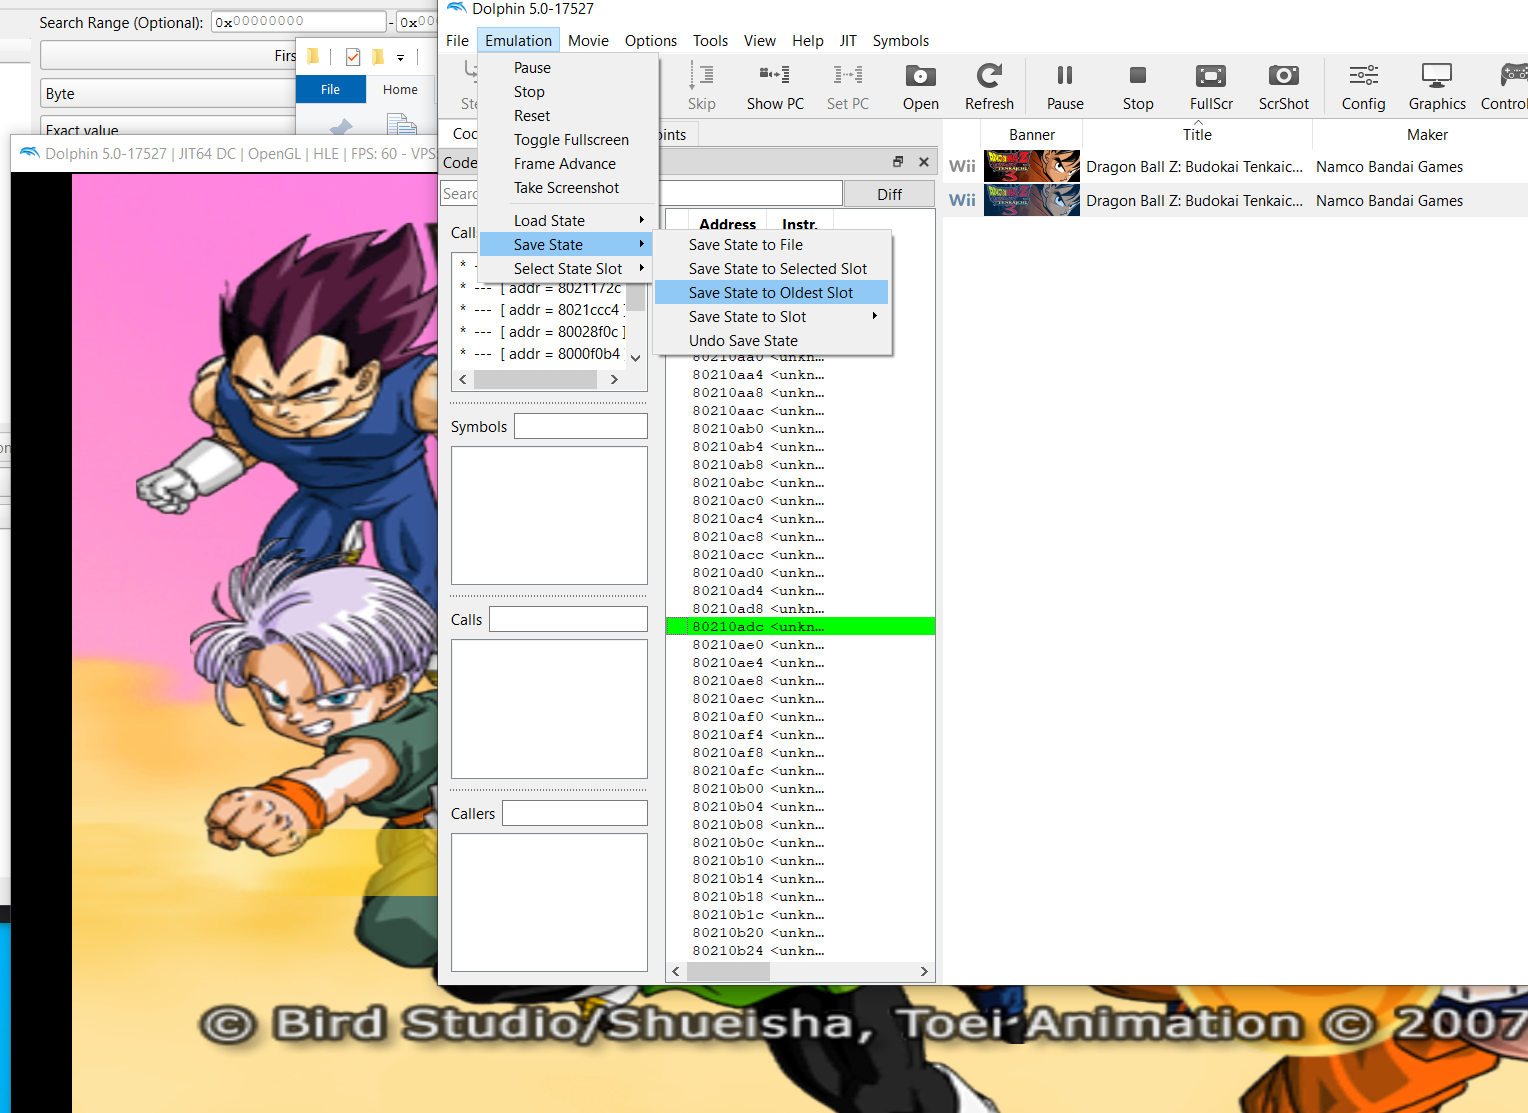 Search Range (Optional): 0x00000000 - 0x00
Dolphin 5.0-17527
Firs
File Emulation Movie Options Tools View Help JIT Symbols
Byte
File Home
Exact value
Ste Skip Show PC Set PC Open Refresh Pause Stop FullScr ScrShot Config Graphics Control
Pause
Stop
Reset
Toggle Fullscreen
Frame Advance
Take Screenshot
Load State
Save State
Select State Slot
Save State to File
Save State to Selected Slot
Save State to Oldest Slot
Save State to Slot
Undo Save State
Dolphin 5.0-17527 | JIT64 DC | OpenGL | HLE | FPS: 60 - VPS:
Code
Diff
Banner Title Maker
Wii Dragon Ball Z: Budokai Tenkaic... Namco Bandai Games
Wii Dragon Ball Z: Budokai Tenkaic... Namco Bandai Games
Address Instr.
* --- [ addr = 8021172c
* --- [ addr = 8021ccc4 ]
* --- [ addr = 80028f0c ]
* --- [ addr = 8000f0b4 ]
Symbols
Calls
Callers
80210aa0 <unkn...
80210aa4 <unkn...
80210aa8 <unkn...
80210aac <unkn...
80210ab0 <unkn...
80210ab4 <unkn...
80210ab8 <unkn...
80210abc <unkn...
80210ac0 <unkn...
80210ac4 <unkn...
80210ac8 <unkn...
80210acc <unkn...
80210ad0 <unkn...
80210ad4 <unkn...
80210ad8 <unkn...
80210adc <unkn...
80210ae0 <unkn...
80210ae4 <unkn...
80210ae8 <unkn...
80210aec <unkn...
80210af0 <unkn...
80210af4 <unkn...
80210af8 <unkn...
80210afc <unkn...
80210b00 <unkn...
80210b04 <unkn...
80210b08 <unkn...
80210b0c <unkn...
80210b10 <unkn...
80210b14 <unkn...
80210b18 <unkn...
80210b1c <unkn...
80210b20 <unkn...
80210b24 <unkn...
© Bird Studio/Shueisha, Toei Animation © 2007